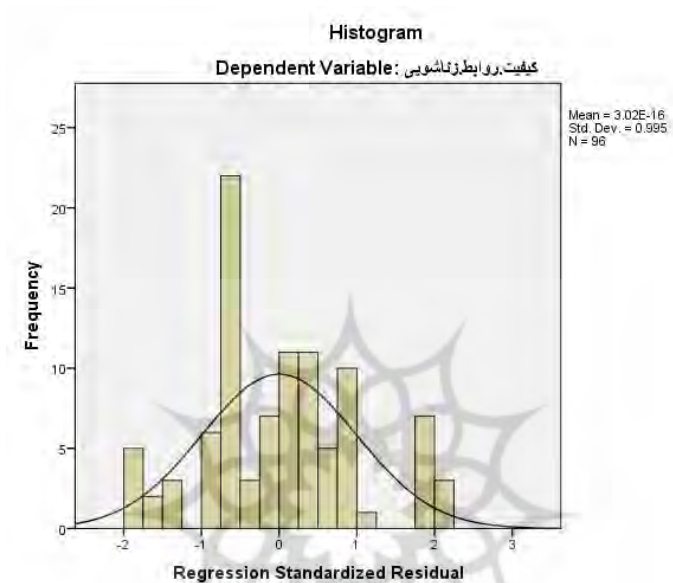 Histogram
Dependent Variable: کیفیت.روابط.زناشویی
Mean = 3.02E-16
Std. Dev. = 0.995
N = 96
Frequency
25
20
15
10
5
0
-2 -1 0 1 2 3
Regression Standardized Residual